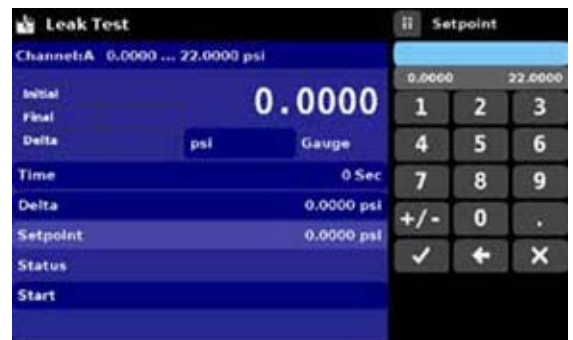 Leak Test
Channel:A 0.0000 ... 22.0000 psi
Initial
0.0000
Final
Delta
psi Gauge
Time 0 Sec
Delta 0.0000 psi
Setpoint 0.0000 psi
Status
Start
Setpoint
0.0000 22.0000
1 2 3
4 5 6
7 8 9
+/- 0 .